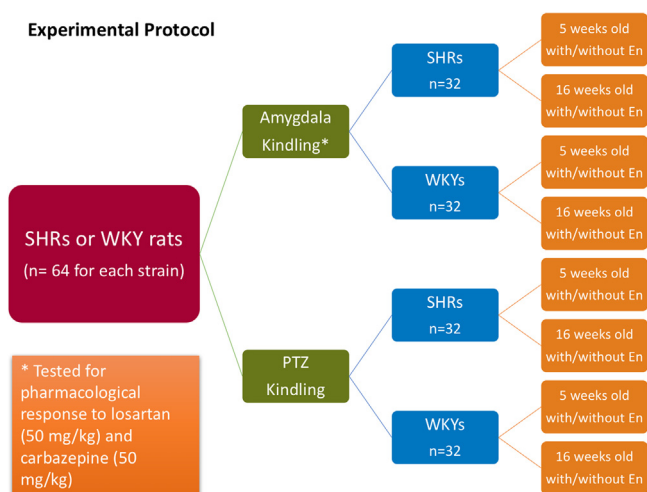 Experimental Protocol
SHRs or WKY rats
(n= 64 for each strain)
* Tested for
pharmacological
response to losartan
(50 mg/kg) and
carbazepine (50
mg/kg)
Amygdala
Kindling*
PTZ
Kindling
SHRs
n=32
WKYs
n=32
SHRs
n=32
WKYs
n=32
5 weeks old
with/without En
16 weeks old
with/without En
5 weeks old
with/without En
16 weeks old
with/without En
5 weeks old
with/without En
16 weeks old
with/without En
5 weeks old
with/without En
16 weeks old
with/without En